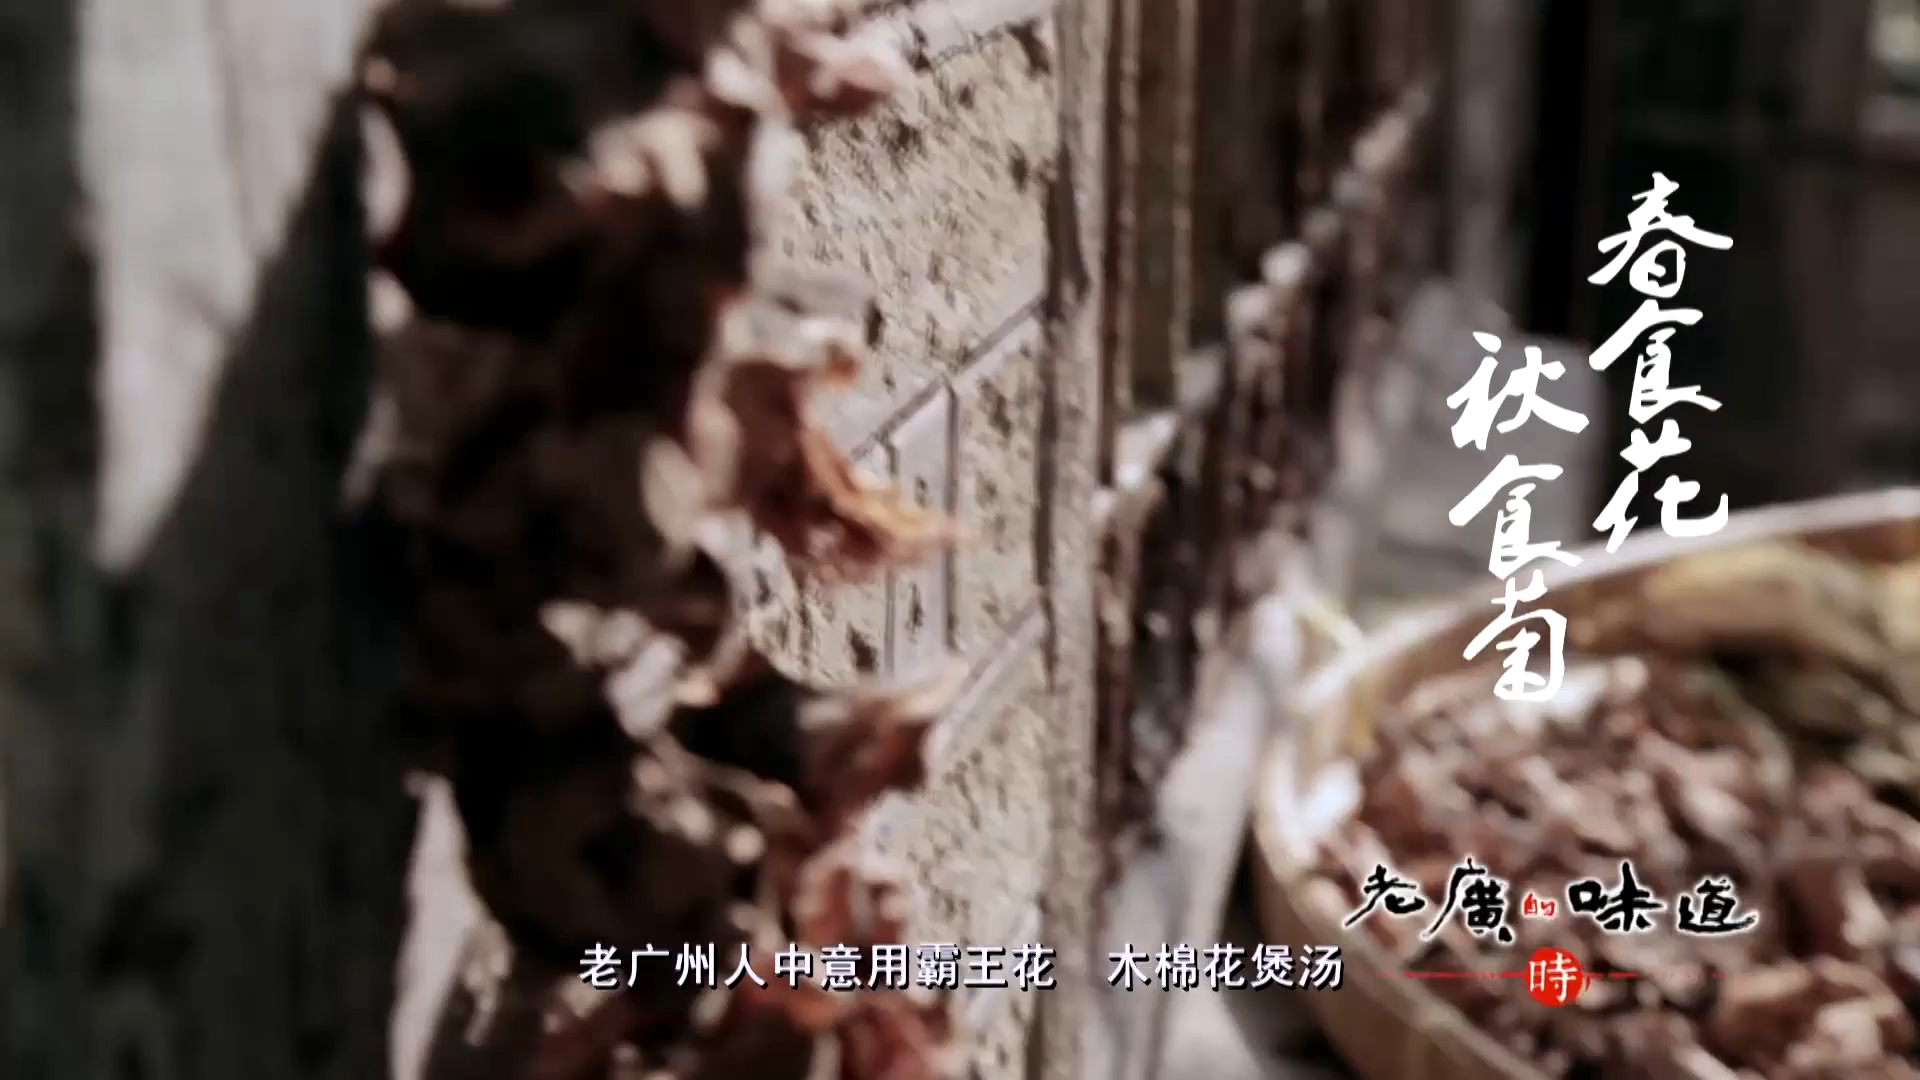 春食花
秋食菊
老廣的味道
時
老广州人中意用霸王花 木棉花煲汤